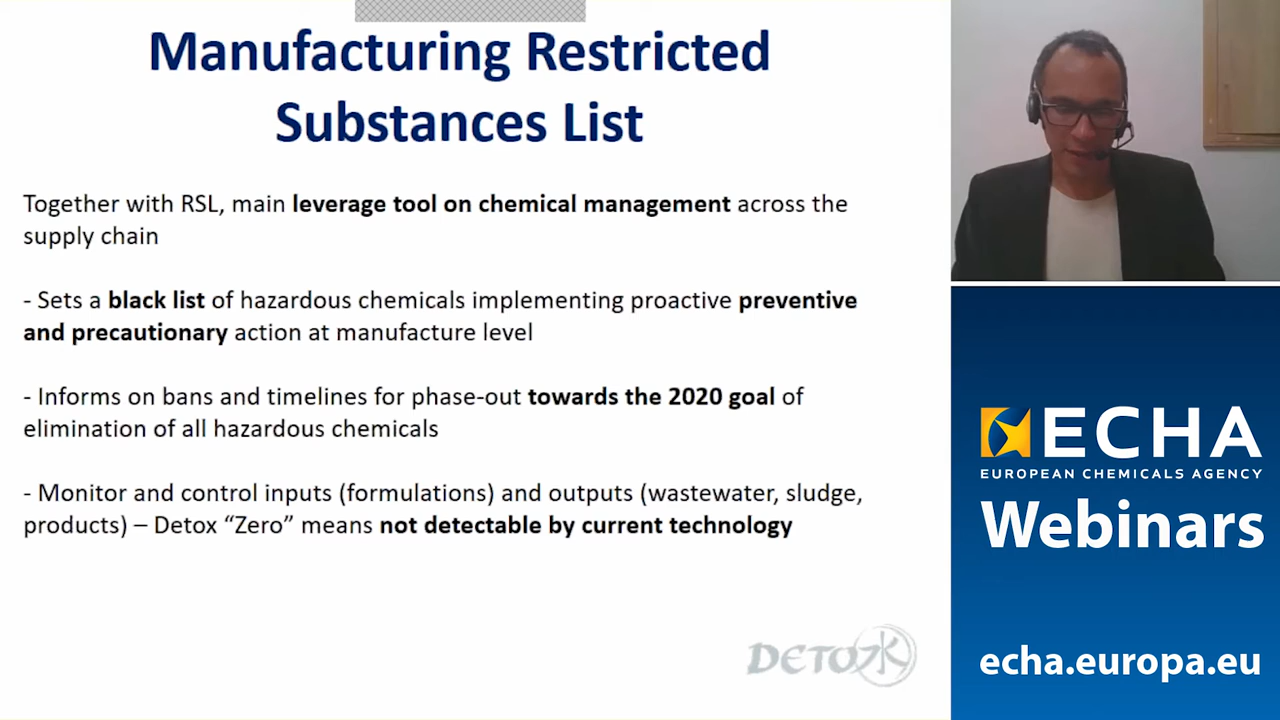 Manufacturing Restricted
Substances List
Together with RSL, main leverage tool on chemical management across the
supply chain
- Sets a black list of hazardous chemicals implementing proactive preventive
and precautionary action at manufacture level
- Informs on bans and timelines for phase-out towards the 2020 goal of
elimination of all hazardous chemicals
- Monitor and control inputs (formulations) and outputs (wastewater, sludge,
products) – Detox “Zero” means not detectable by current technology
DETOX
ECHA
EUROPEAN CHEMICALS AGENCY
Webinars
echa.europa.eu